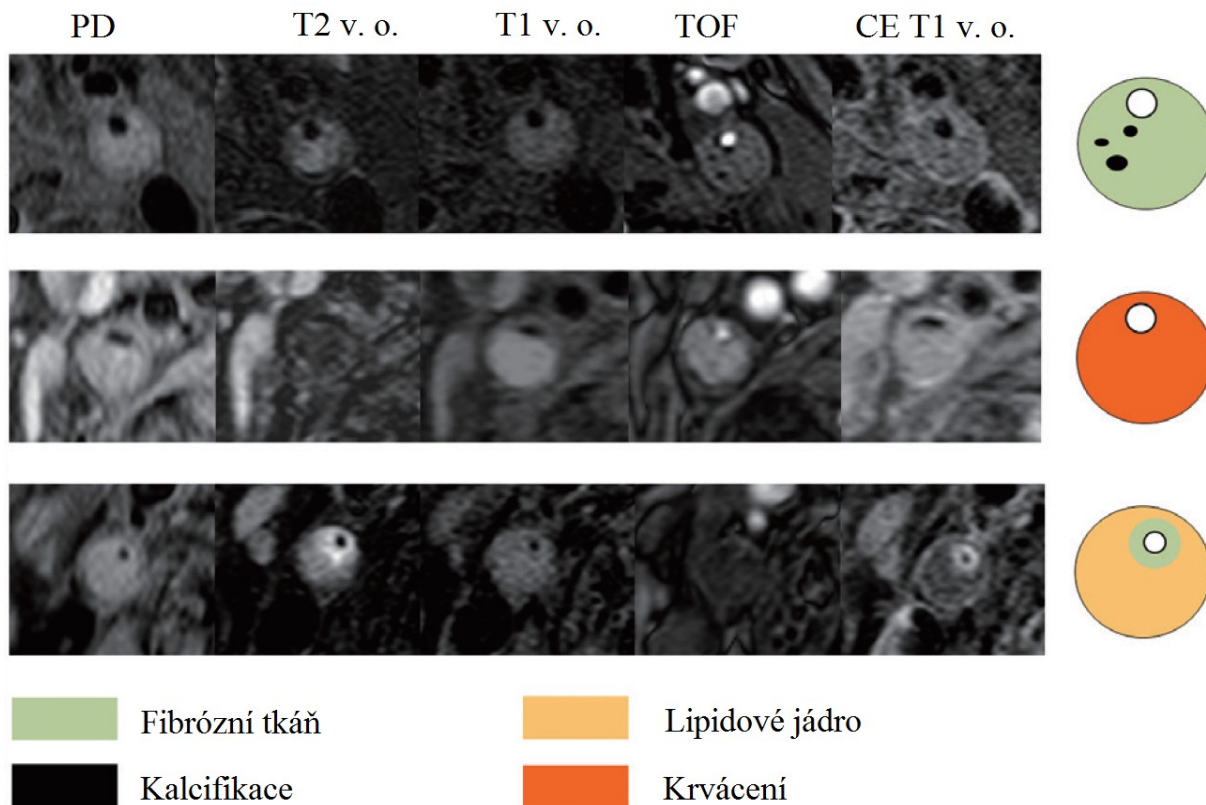 PD T2 v. o. T1 v. o. TOF CE T1 v. o.
Fibrózní tkáň Lipidové jádro
Kalcifikace Krvácení